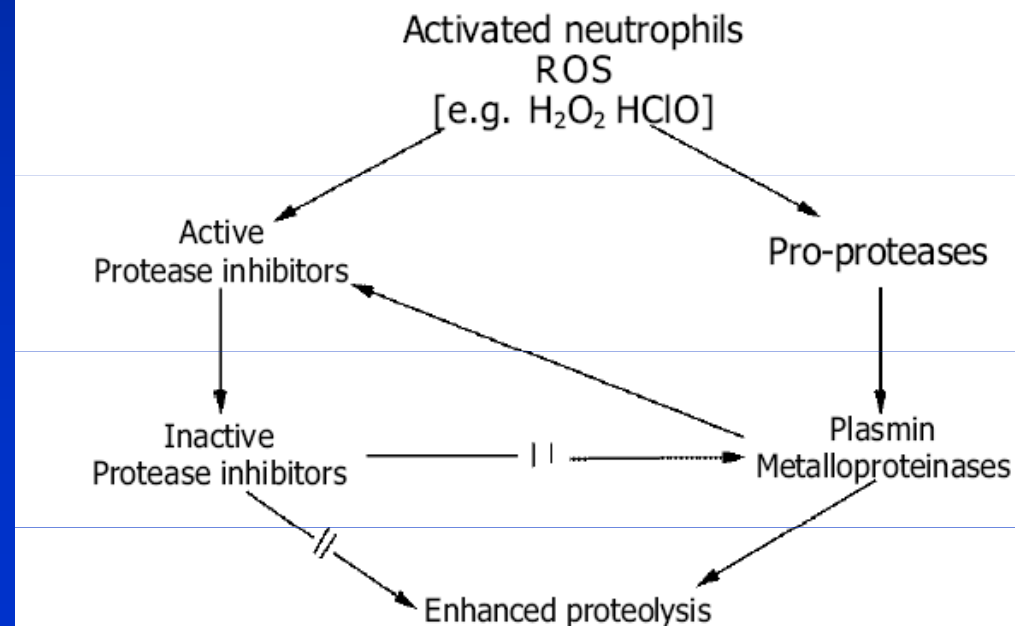 Activated neutrophils
ROS
[e.g. H₂O₂ HClO]
Active
Protease inhibitors
Pro-proteases
Inactive
Protease inhibitors
Plasmin
Metalloproteinases
Enhanced proteolysis